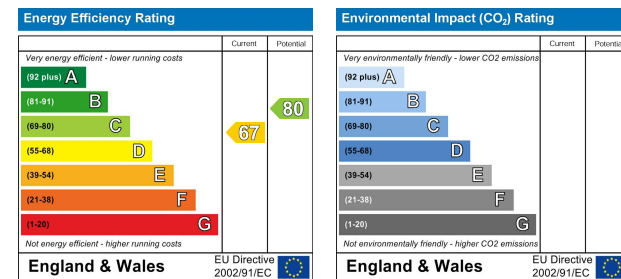 Energy Efficiency Rating
Current Potential
Very energy efficient - lower running costs
(92 plus) A
(81-91) B
(69-80) C
(55-68) D
(39-54) E
(21-38) F
(1-20) G
67
80
Not energy efficient - higher running costs
England & Wales
EU Directive
2002/91/EC
Environmental Impact (CO₂) Rating
Current Potential
Very environmentally friendly - lower CO2 emissions
(92 plus) A
(81-91) B
(69-80) C
(55-68) D
(39-54) E
(21-38) F
(1-20) G
Not environmentally friendly - higher CO2 emissions
England & Wales
EU Directive
2002/91/EC